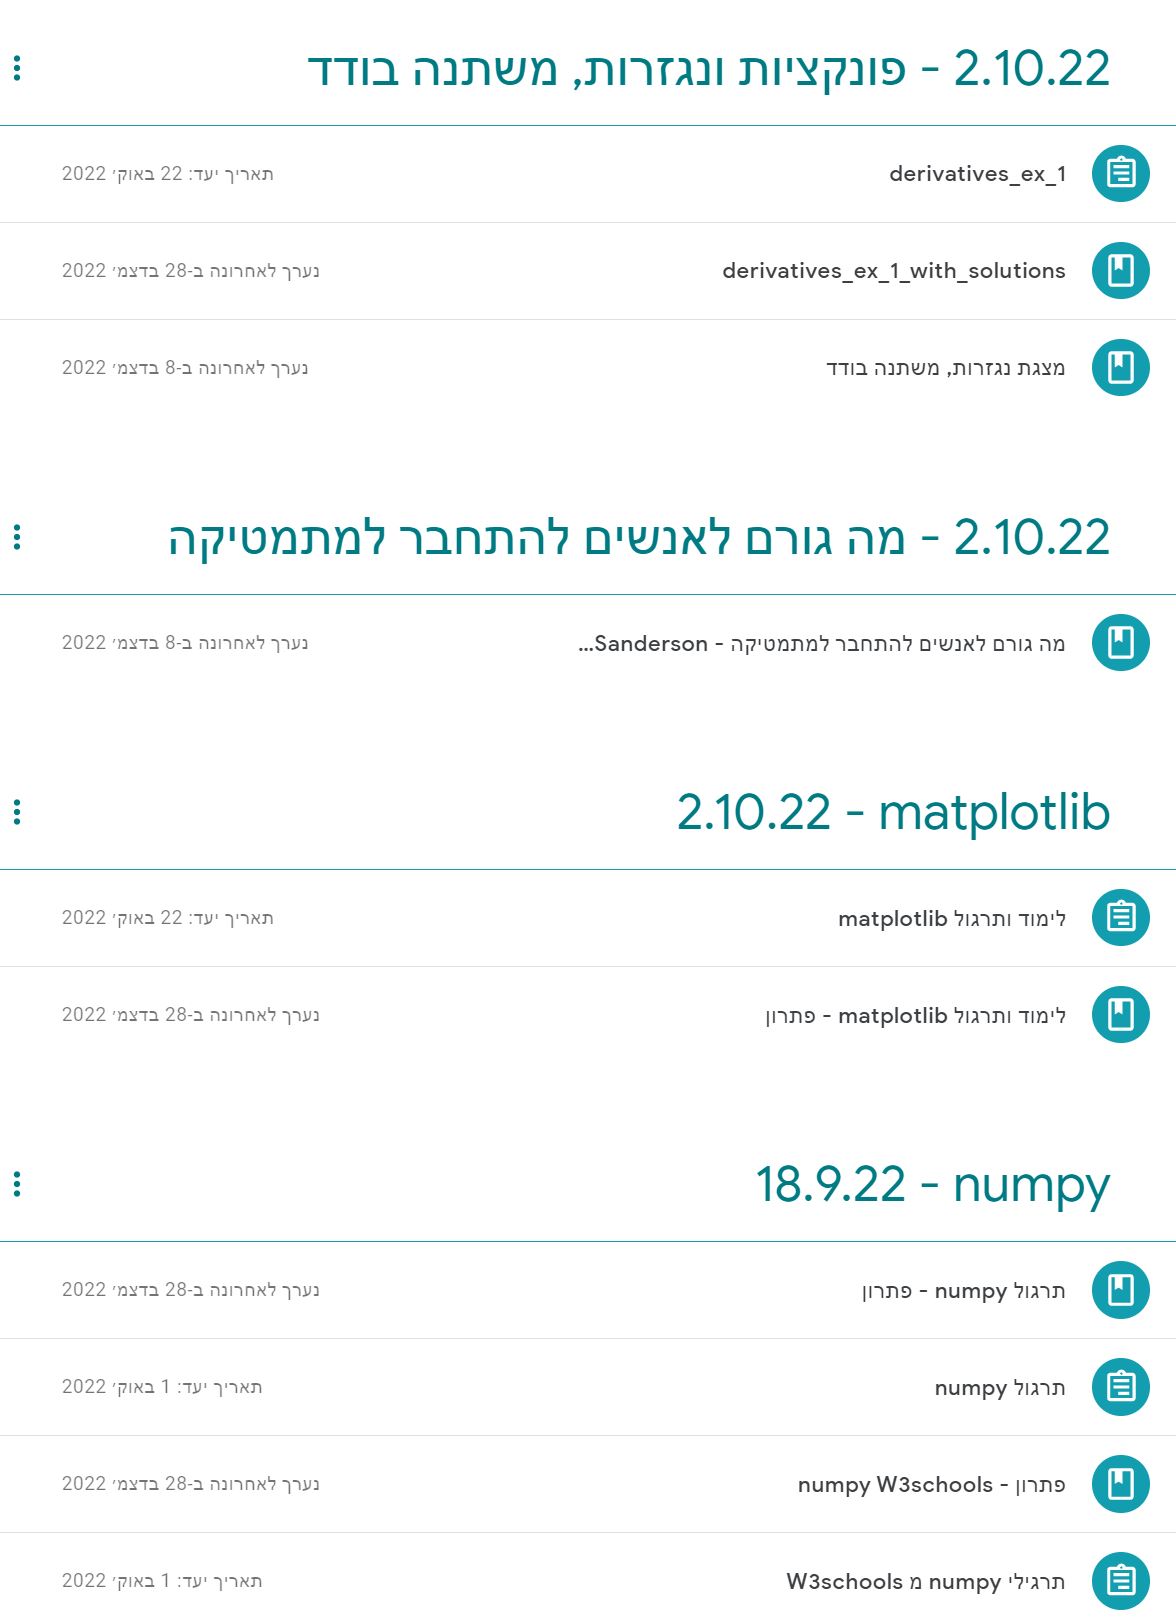 2.10.22 - פונקציות ונגזרות, משתנה בודד
derivatives_ex_1 תאריך יעד: 22 באוק׳ 2022
derivatives_ex_1_with_solutions נערך לאחרונה ב-28 בדצמ׳ 2022
מצגת נגזרות, משתנה בודד נערך לאחרונה ב-8 בדצמ׳ 2022
2.10.22 - מה גורם לאנשים להתחבר למתמטיקה
מה גורם לאנשים להתחבר למתמטיקה - Sanderson... נערך לאחרונה ב-8 בדצמ׳ 2022
2.10.22 - matplotlib
לימוד ותרגול matplotlib תאריך יעד: 22 באוק׳ 2022
לימוד ותרגול matplotlib - פתרון נערך לאחרונה ב-28 בדצמ׳ 2022
18.9.22 - numpy
תרגול numpy - פתרון נערך לאחרונה ב-28 בדצמ׳ 2022
תרגול numpy תאריך יעד: 1 באוק׳ 2022
פתרון - numpy W3schools נערך לאחרונה ב-28 בדצמ׳ 2022
תרגילי numpy מ W3schools תאריך יעד: 1 באוק׳ 2022